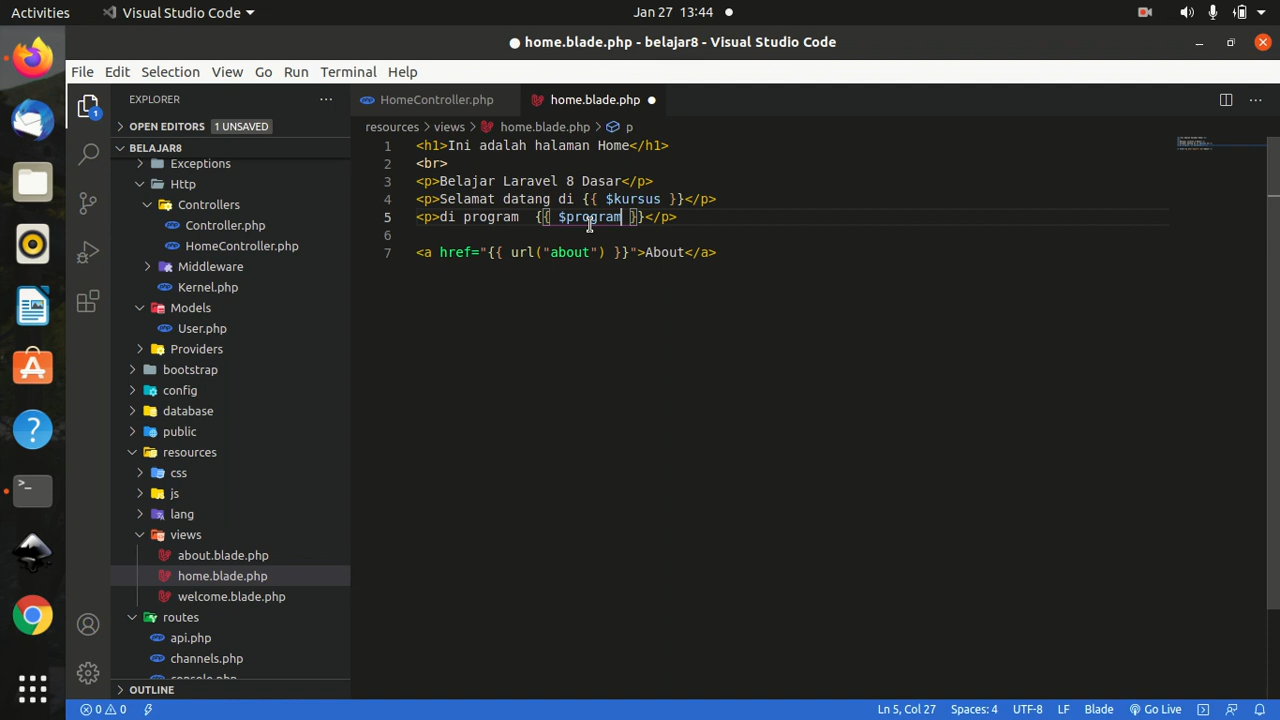 Activities
Visual Studio Code
Jan 27 13:44
home.blade.php - belajar8 - Visual Studio Code
File Edit Selection View Go Run Terminal Help
EXPLORER
HomeController.php
home.blade.php
OPEN EDITORS 1 UNSAVED
resources > views > home.blade.php > p
BELAJAR8
Exceptions
Http
Controllers
Controller.php
HomeController.php
Middleware
Kernel.php
Models
User.php
Providers
bootstrap
config
database
public
resources
css
js
lang
views
about.blade.php
home.blade.php
welcome.blade.php
routes
api.php
channels.php
console.php
OUTLINE
1 <h1>Ini adalah halaman Home</h1>
2 <br>
3 <p>Belajar Laravel 8 Dasar</p>
4 <p>Selamat datang di {{ $kursus }}</p>
5 <p>di program  {{ $program }}</p>
6
7 <a href="{{ url("about") }}">About</a>
0 0
Ln 5, Col 27 Spaces: 4 UTF-8 LF Blade Go Live